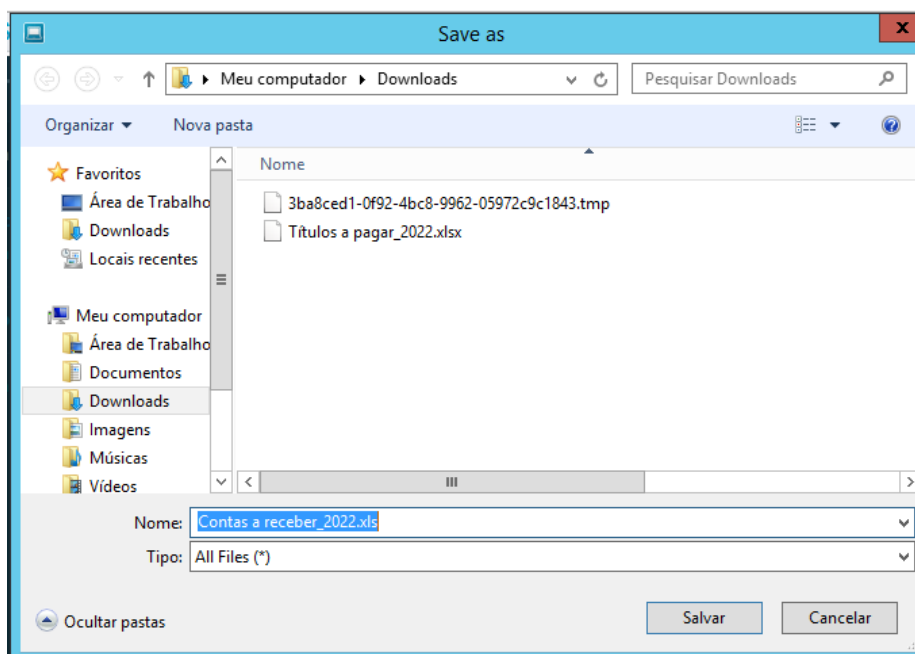 Save as
x
Meu computador Downloads
Pesquisar Downloads
Organizar Nova pasta
Favoritos
Área de Trabalho
Downloads
Locais recentes
Meu computador
Área de Trabalho
Documentos
Downloads
Imagens
Músicas
Vídeos
Nome
3ba8ced1-0f92-4bc8-9962-05972c9c1843.tmp
Títulos a pagar_2022.xlsx
Nome: Contas a receber_2022.xls
Tipo: All Files (*)
Ocultar pastas
Salvar Cancelar